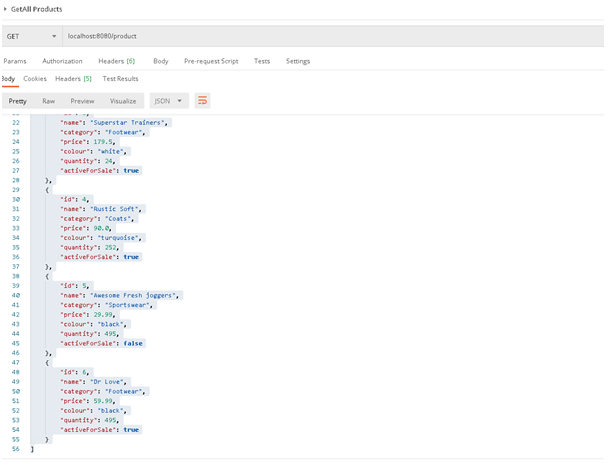 GetAll Products
GET localhost:8080/product
Params Authorization Headers (6) Body Pre-request Script Tests Settings
Body Cookies Headers (5) Test Results
Pretty Raw Preview Visualize JSON
22 "name": "Superstar Trainers",
23 "category": "Footwear",
24 "price": 179.5,
25 "colour": "white",
26 "quantity": 24,
27 "activeForSale": true
28 },
29 {
30 "id": 4,
31 "name": "Rustic Soft",
32 "category": "Coats",
33 "price": 90.0,
34 "colour": "turquoise",
35 "quantity": 252,
36 "activeForSale": true
37 },
38 {
39 "id": 5,
40 "name": "Awesome Fresh joggers",
41 "category": "Sportswear",
42 "price": 29.99,
43 "colour": "black",
44 "quantity": 495,
45 "activeForSale": false
46 },
47 {
48 "id": 6,
49 "name": "Dr Love",
50 "category": "Footwear",
51 "price": 59.99,
52 "colour": "black",
53 "quantity": 495,
54 "activeForSale": true
55 }
56 ]